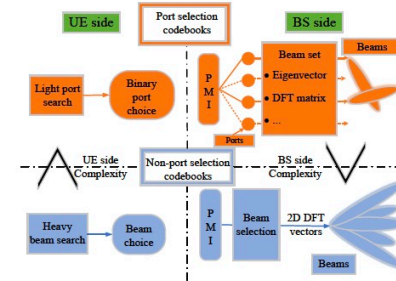 UE side
Port selection
codebooks
BS side
Light port
search
Binary
port
choice
P
M
I
Ports
Beam set
• Eigenvector
• DFT matrix
• ...
Beams
UE side
Complexity
Non-port selection
codebooks
BS side
Complexity
Heavy
beam search
Beam
choice
P
M
I
Beam
selection
2D DFT
vectors
Beams